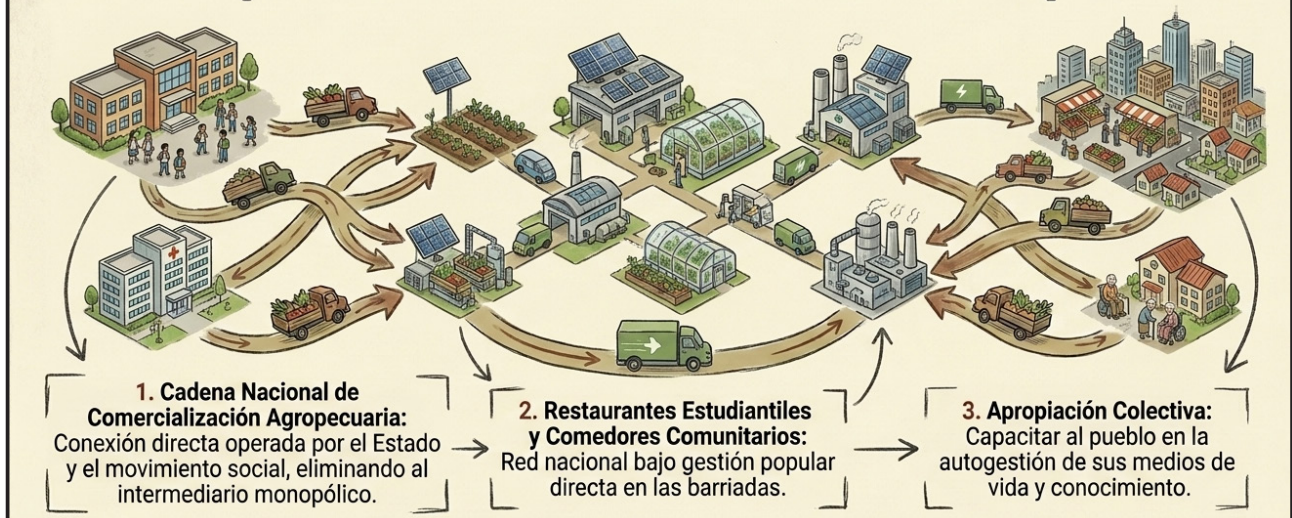 1. Cadena Nacional de
Comercialización Agropecuaria:
Conexión directa operada por el Estado
y el movimiento social, eliminando al
intermediario monopólico.
2. Restaurantes Estudiantiles
y Comedores Comunitarios:
Red nacional bajo gestión popular
directa en las barriadas.
3. Apropiación Colectiva:
Capacitar al pueblo en la
autogestión de sus medios de
vida y conocimiento.